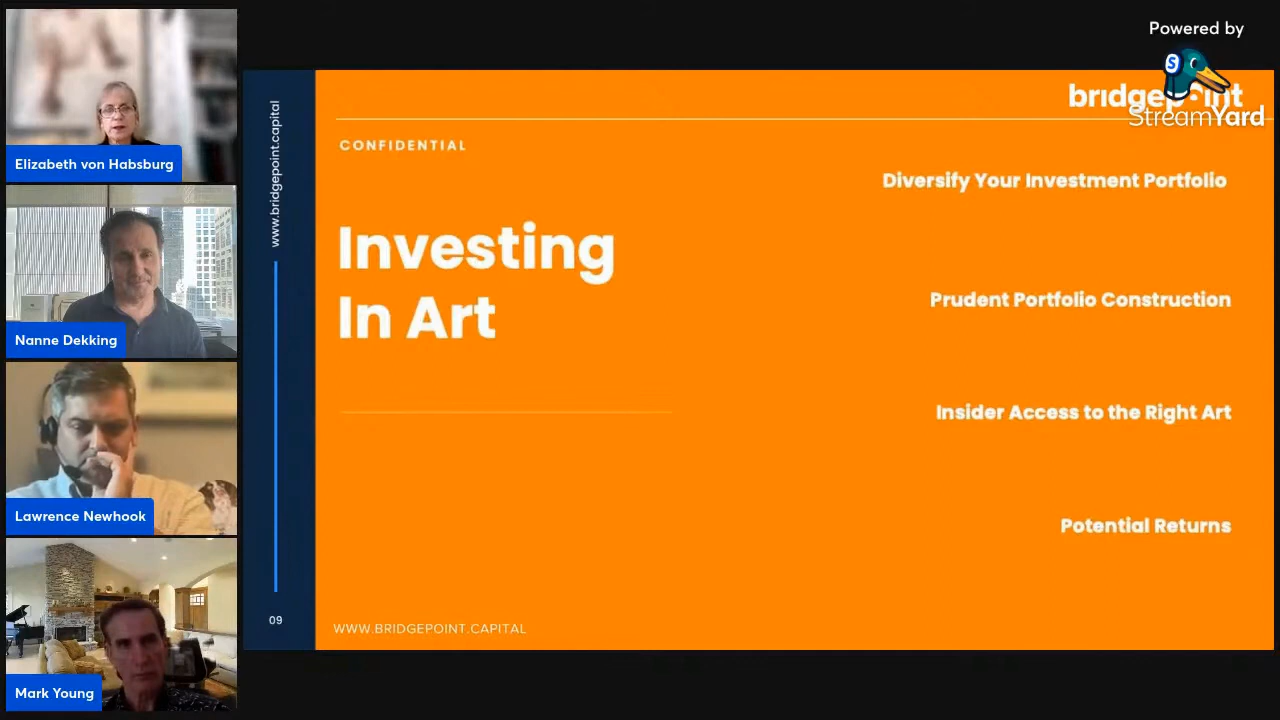 Elizabeth von Habsburg
Nanne Dekking
Lawrence Newhook
Mark Young
www.bridgepoint.capital
09
CONFIDENTIAL
Investing
In Art
WWW.BRIDGEPOINT.CAPITAL
Powered by
bridgepoint
StreamYard
Diversify Your Investment Portfolio
Prudent Portfolio Construction
Insider Access to the Right Art
Potential Returns